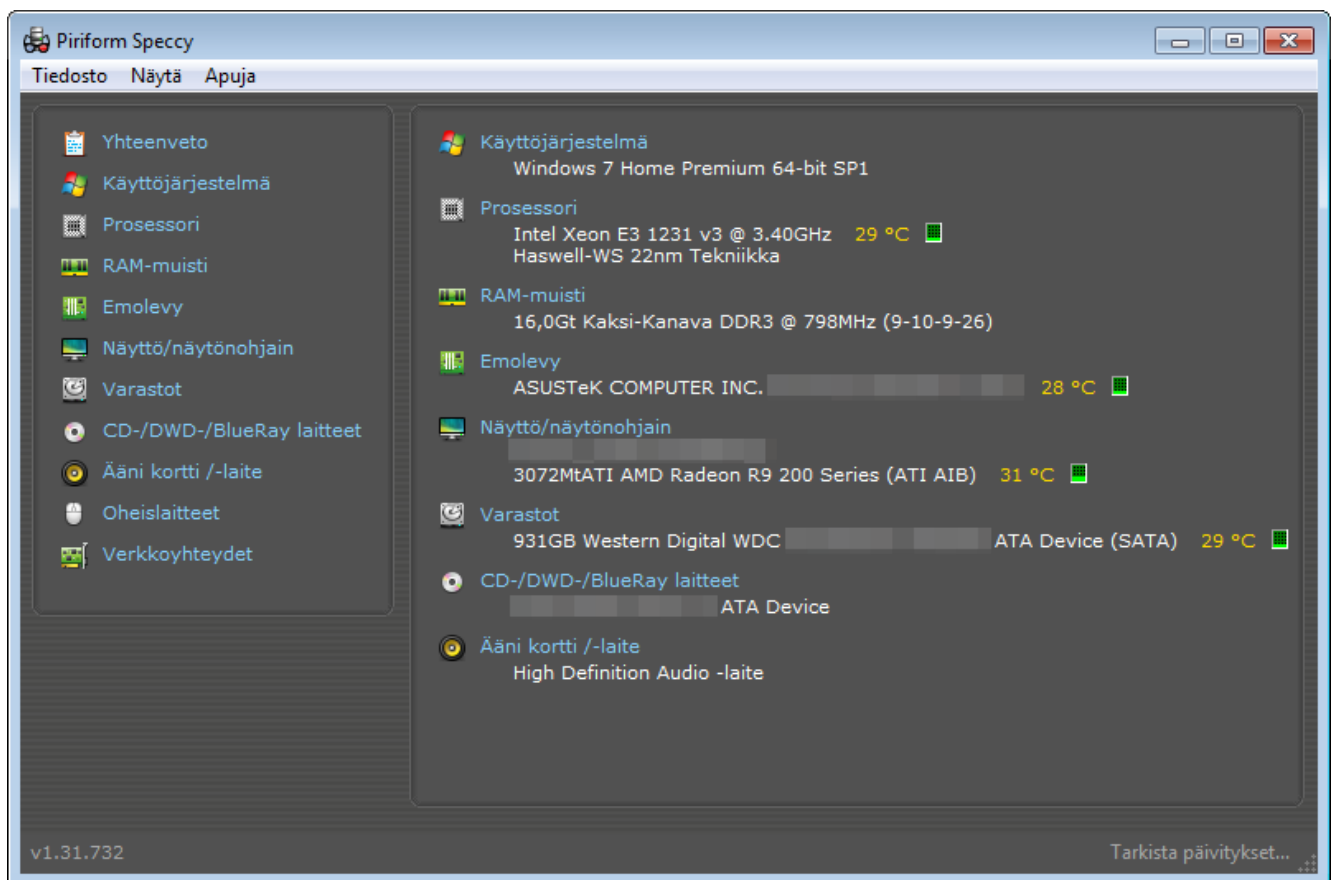 Piriform Speccy
Tiedosto Näytä Apuja
Yhteenveto
Käyttöjärjestelmä
Prosessori
RAM-muisti
Emolevy
Näyttö/näytönohjain
Varastot
CD-/DWD-/BlueRay laitteet
Ääni kortti /-laite
Oheislaitteet
Verkkoyhteydet
Käyttöjärjestelmä
Windows 7 Home Premium 64-bit SP1
Prosessori
Intel Xeon E3 1231 v3 @ 3.40GHz 29 °C
Haswell-WS 22nm Tekniikka
RAM-muisti
16,0Gt Kaksi-Kanava DDR3 @ 798MHz (9-10-9-26)
Emolevy
ASUSTeK COMPUTER INC. 28 °C
Näyttö/näytönohjain
3072MtATI AMD Radeon R9 200 Series (ATI AIB) 31 °C
Varastot
931GB Western Digital WDC ATA Device (SATA) 29 °C
CD-/DWD-/BlueRay laitteet
ATA Device
Ääni kortti /-laite
High Definition Audio -laite
v1.31.732
Tarkista päivitykset...